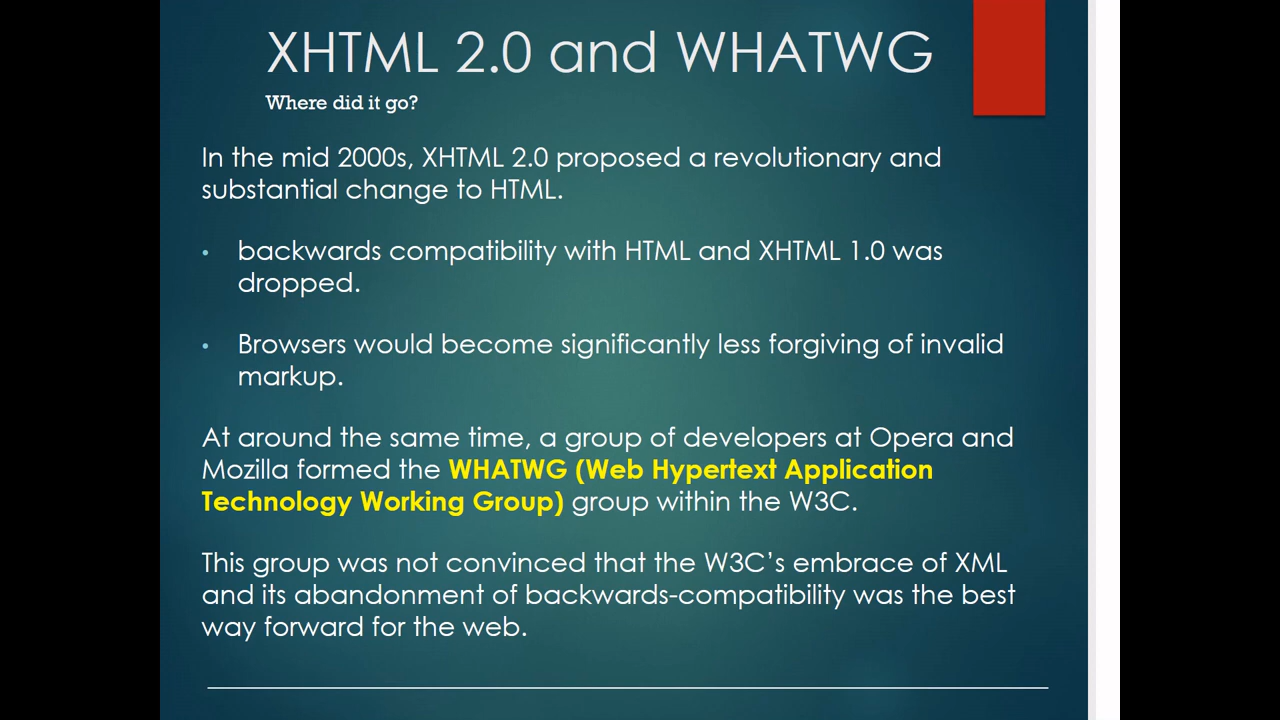 XHTML 2.0 and WHATWG
Where did it go?
In the mid 2000s, XHTML 2.0 proposed a revolutionary and
substantial change to HTML.
• backwards compatibility with HTML and XHTML 1.0 was
dropped.
• Browsers would become significantly less forgiving of invalid
markup.
At around the same time, a group of developers at Opera and
Mozilla formed the WHATWG (Web Hypertext Application
Technology Working Group) group within the W3C.
This group was not convinced that the W3C’s embrace of XML
and its abandonment of backwards-compatibility was the best
way forward for the web.